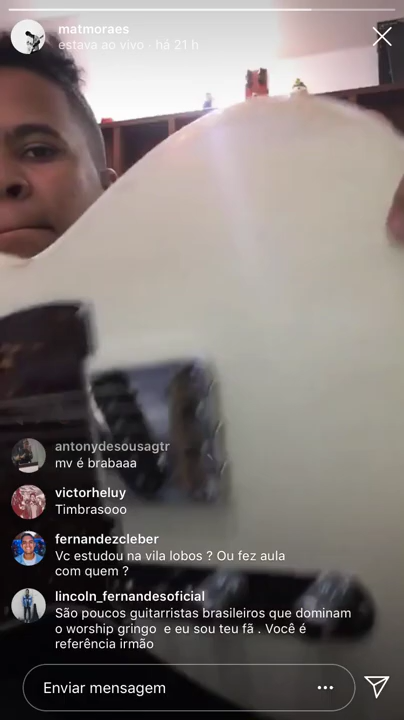 matmoraes
estava ao vivo · há 21 h
antonydesousagtr
mv é brabaaa
victorheluy
Timbrasooo
fernandezcleber
Vc estudou na vila lobos ? Ou fez aula
com quem ?
lincoln_fernandesoficial
São poucos guitarristas brasileiros que dominam
o worship gringo  e eu sou teu fã . Você é
referência irmão
Enviar mensagem